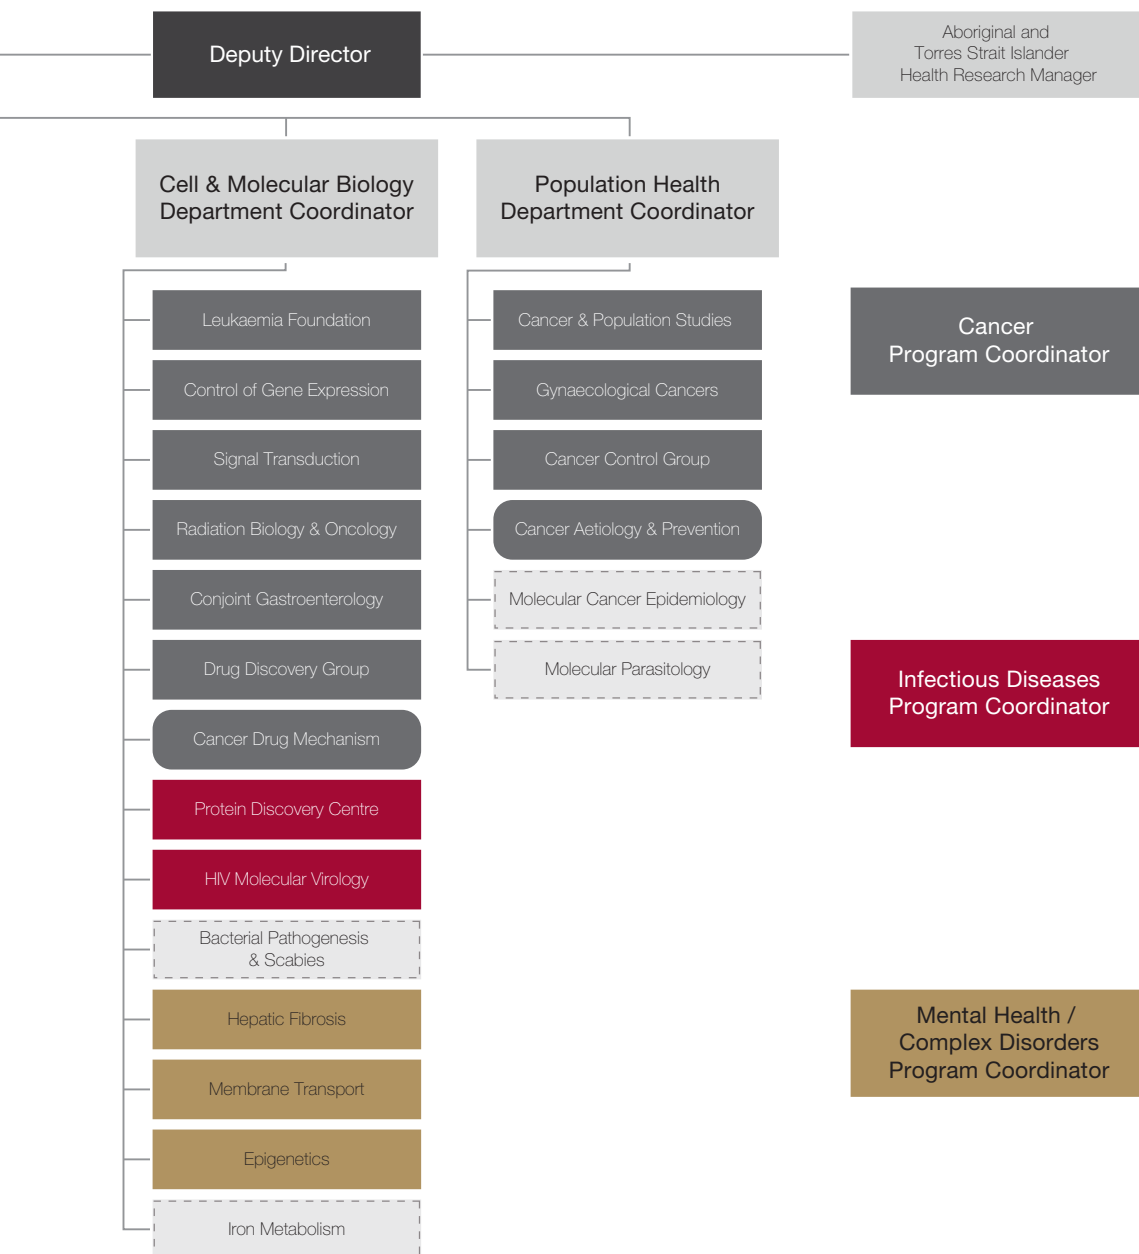 Deputy Director
Aboriginal and
Torres Strait Islander
Health Research Manager
Cell & Molecular Biology
Department Coordinator
Leukaemia Foundation
Control of Gene Expression
Signal Transduction
Radiation Biology & Oncology
Conjoint Gastroenterology
Drug Discovery Group
Cancer Drug Mechanism
Protein Discovery Centre
HIV Molecular Virology
Bacterial Pathogenesis
& Scabies
Hepatic Fibrosis
Membrane Transport
Epigenetics
Iron Metabolism
Population Health
Department Coordinator
Cancer & Population Studies
Gynaecological Cancers
Cancer Control Group
Cancer Aetiology & Prevention
Molecular Cancer Epidemiology
Molecular Parasitology
Cancer
Program Coordinator
Infectious Diseases
Program Coordinator
Mental Health /
Complex Disorders
Program Coordinator